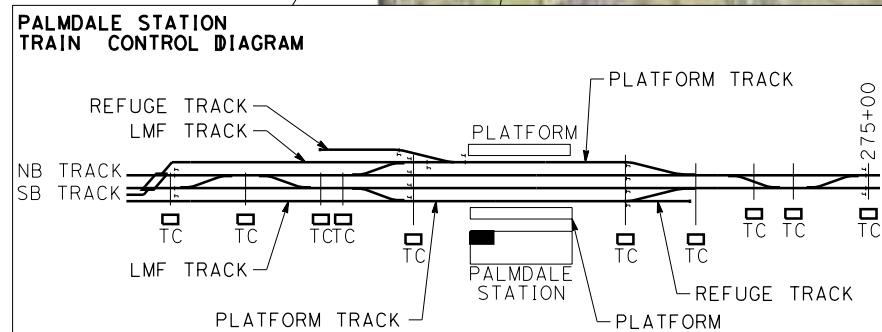 PALMDALE STATION
TRAIN CONTROL DIAGRAM
PLATFORM TRACK
REFUGE TRACK
LMF TRACK
PLATFORM
275+00
NB TRACK
SB TRACK
TC
TC
TC
TC
TC
TC
TC
TC
TC
TC
LMF TRACK
PALMDALE
STATION
REFUGE TRACK
PLATFORM TRACK
PLATFORM